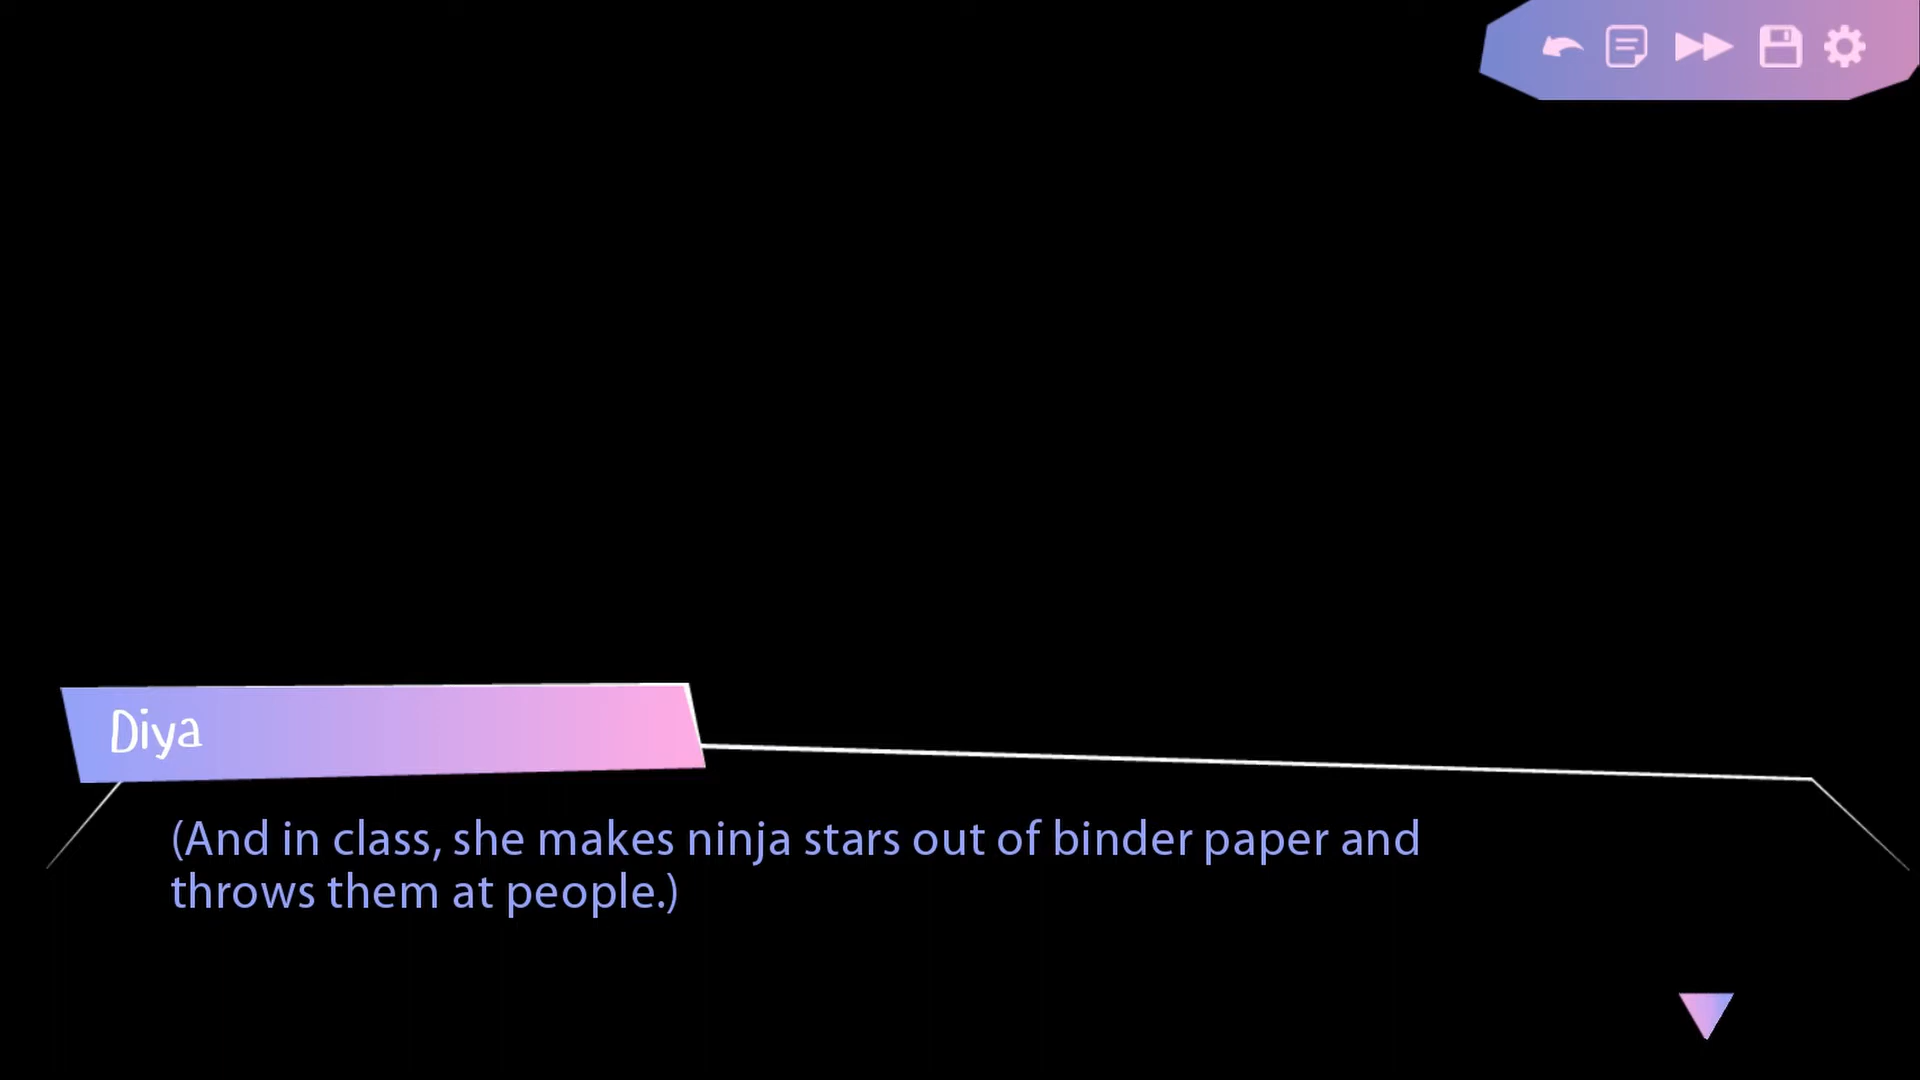 Diya
(And in class, she makes ninja stars out of binder paper and
throws them at people.)